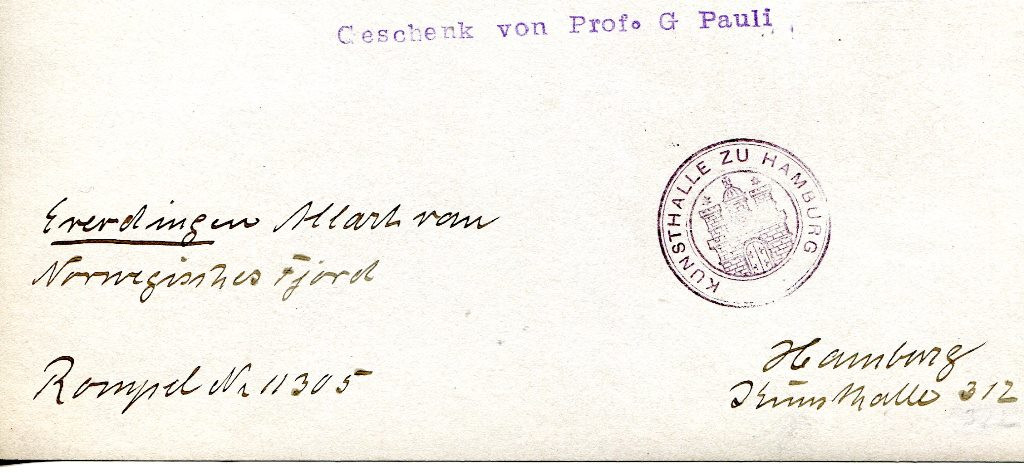 Geschenk von Prof. G Pauli
KUNSTHALLE ZU HAMBURG
Everdingen Allart van
Norwegisches Fjord
Rompel Nr 11305
Hamburg
Kunsthalle 312